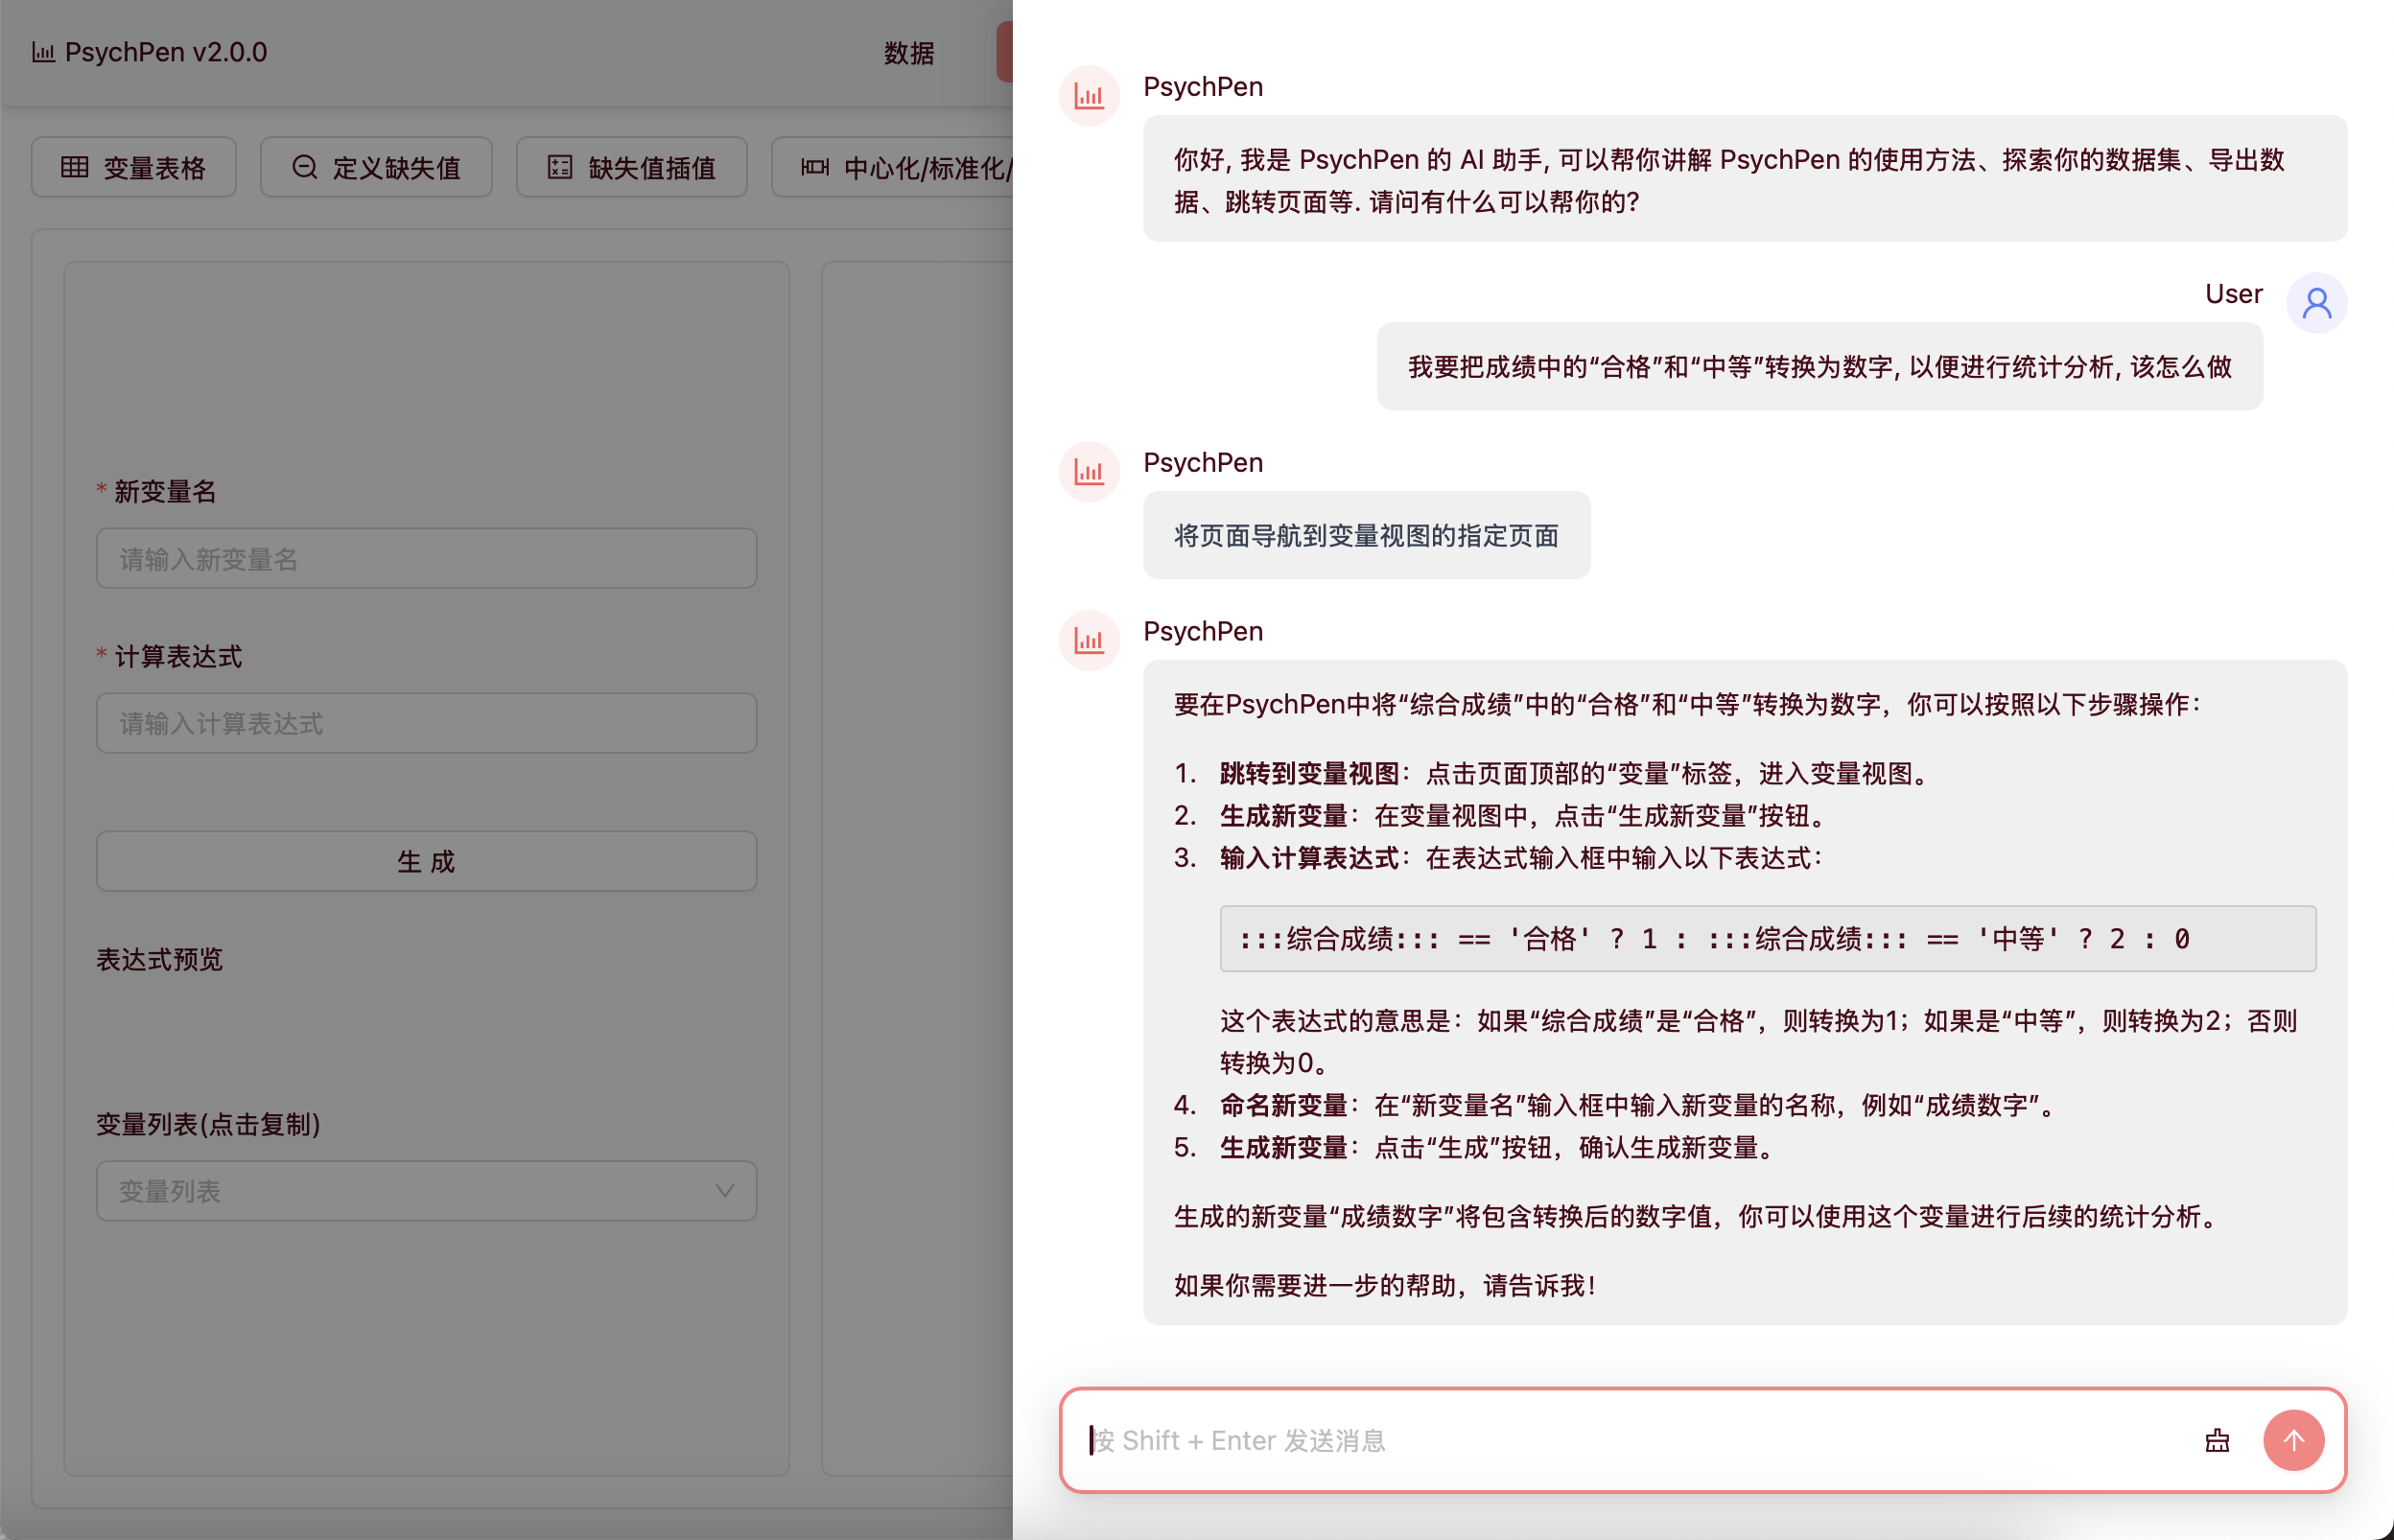 PsychPen v2.0.0
数据
变量表格
定义缺失值
缺失值插值
中心化/标准化/
* 新变量名
请输入新变量名
* 计算表达式
请输入计算表达式
生 成
表达式预览
变量列表(点击复制)
变量列表
PsychPen
你好, 我是 PsychPen 的 AI 助手, 可以帮你讲解 PsychPen 的使用方法、探索你的数据集、导出数
据、跳转页面等. 请问有什么可以帮你的?
User
我要把成绩中的“合格”和“中等”转换为数字, 以便进行统计分析, 该怎么做
PsychPen
将页面导航到变量视图的指定页面
PsychPen
要在PsychPen中将“综合成绩”中的“合格”和“中等”转换为数字，你可以按照以下步骤操作：
1. 跳转到变量视图：点击页面顶部的“变量”标签，进入变量视图。
2. 生成新变量：在变量视图中，点击“生成新变量”按钮。
3. 输入计算表达式：在表达式输入框中输入以下表达式：
:::综合成绩::: == '合格' ? 1 : :::综合成绩::: == '中等' ? 2 : 0
这个表达式的意思是：如果“综合成绩”是“合格”，则转换为1；如果是“中等”，则转换为2；否则
转换为0。
4. 命名新变量：在“新变量名”输入框中输入新变量的名称，例如“成绩数字”。
5. 生成新变量：点击“生成”按钮，确认生成新变量。
生成的新变量“成绩数字”将包含转换后的数字值，你可以使用这个变量进行后续的统计分析。
如果你需要进一步的帮助，请告诉我！
按 Shift + Enter 发送消息